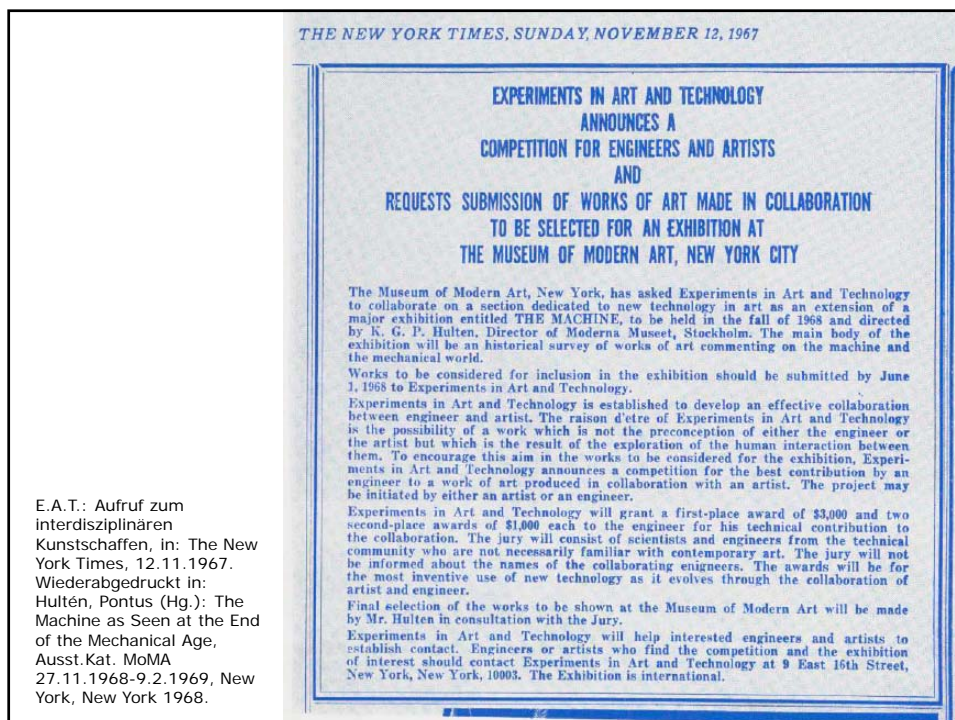 THE NEW YORK TIMES, SUNDAY, NOVEMBER 12, 1967
EXPERIMENTS IN ART AND TECHNOLOGY
ANNOUNCES A
COMPETITION FOR ENGINEERS AND ARTISTS
AND
REQUESTS SUBMISSION OF WORKS OF ART MADE IN COLLABORATION
TO BE SELECTED FOR AN EXHIBITION AT
THE MUSEUM OF MODERN ART, NEW YORK CITY
The Museum of Modern Art, New York, has asked Experiments in Art and Technology
to collaborate on a section dedicated to new technology in art as an extension of a
major exhibition entitled THE MACHINE, to be held in the fall of 1968 and directed
by K. G. P. Hulten, Director of Moderna Museet, Stockholm. The main body of the
exhibition will be an historical survey of works of art commenting on the machine and
the mechanical world.
Works to be considered for inclusion in the exhibition should be submitted by June
1, 1968 to Experiments in Art and Technology.
Experiments in Art and Technology is established to develop an effective collaboration
between engineer and artist. The raison d'etre of Experiments in Art and Technology
is the possibility of a work which is not the preconception of either the engineer or
the artist but which is the result of the exploration of the human interaction between
them. To encourage this aim in the works to be considered for the exhibition, Experi-
ments in Art and Technology announces a competition for the best contribution by an
engineer to a work of art produced in collaboration with an artist. The project may
be initiated by either an artist or an engineer.
Experiments in Art and Technology will grant a first-place award of $3,000 and two
second-place awards of $1,000 each to the engineer for his technical contribution to
the collaboration. The jury will consist of scientists and engineers from the technical
community who are not necessarily familiar with contemporary art. The jury will not
be informed about the names of the collaborating enigneers. The awards will be for
the most inventive use of new technology as it evolves through the collaboration of
artist and engineer.
Final selection of the works to be shown at the Museum of Modern Art will be made
by Mr. Hulten in consultation with the Jury.
Experiments in Art and Technology will help interested engineers and artists to
establish contact. Engineers or artists who find the competition and the exhibition
of interest should contact Experiments in Art and Technology at 9 East 16th Street,
New York, New York, 10003. The Exhibition is international.
E.A.T.: Aufruf zum
interdisziplinären
Kunstschaffen, in: The New
York Times, 12.11.1967.
Wiederabgedruckt in:
Hultén, Pontus (Hg.): The
Machine as Seen at the End
of the Mechanical Age,
Ausst.Kat. MoMA
27.11.1968-9.2.1969, New
York, New York 1968.